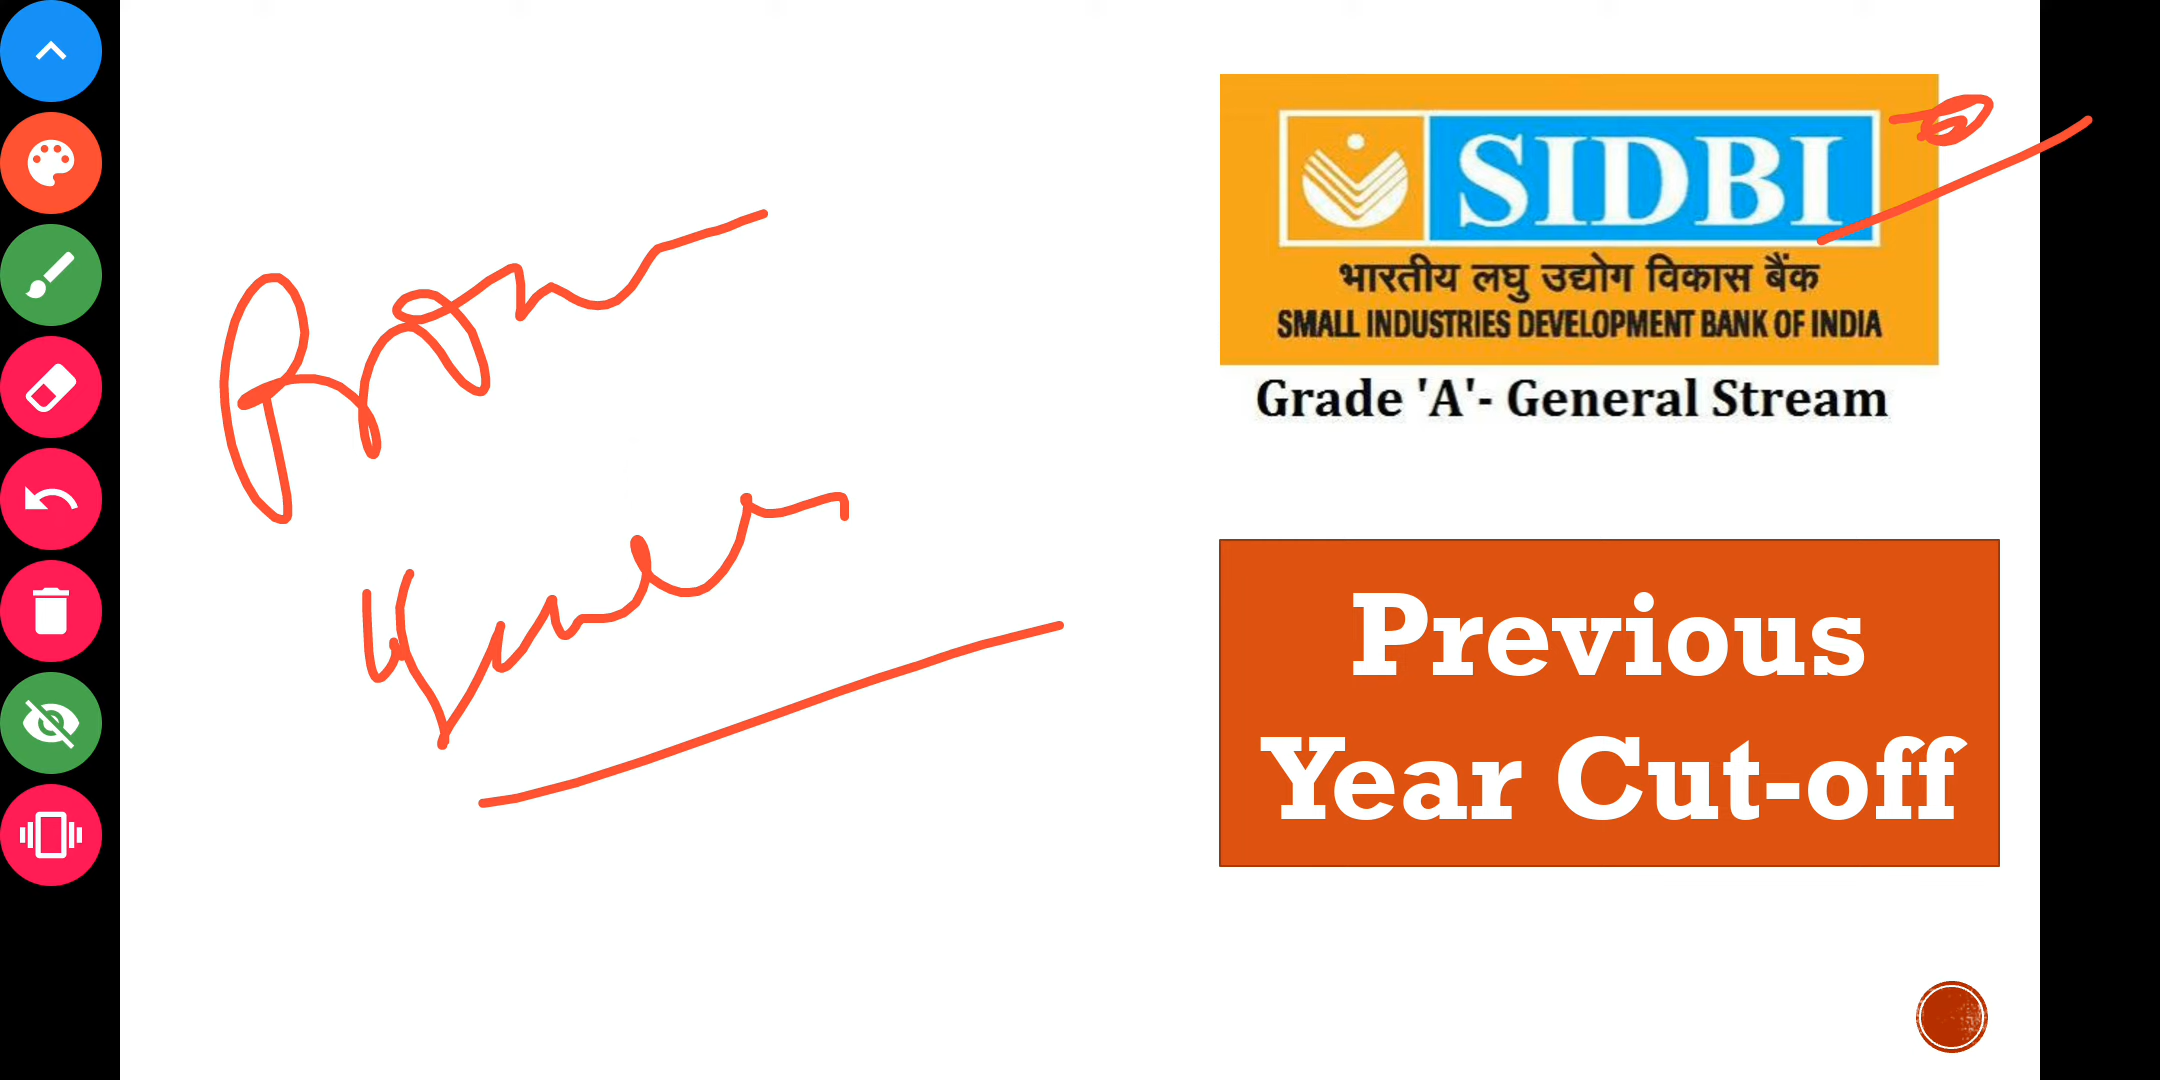 SIDBI
भारतीय लघु उद्योग विकास बैंक
SMALL INDUSTRIES DEVELOPMENT BANK OF INDIA
Grade 'A'- General Stream
Previous
Year Cut-off